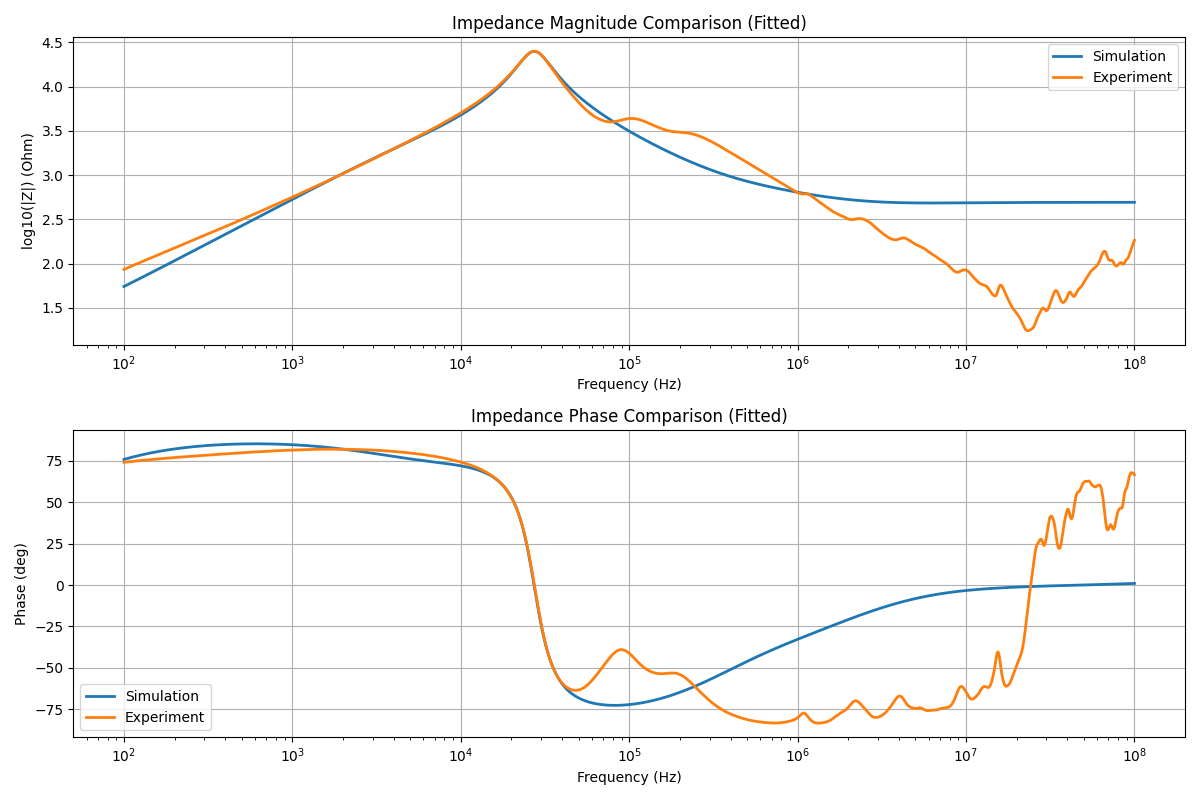 Impedance Magnitude Comparison (Fitted)
log10(|Z|) (Ohm)
4.5
4.0
3.5
3.0
2.5
2.0
1.5
Simulation
Experiment
10² 10³ 10⁴ 10⁵ 10⁶ 10⁷ 10⁸
Frequency (Hz)
Impedance Phase Comparison (Fitted)
Phase (deg)
75
50
25
0
−25
−50
−75
Simulation
Experiment
10² 10³ 10⁴ 10⁵ 10⁶ 10⁷ 10⁸
Frequency (Hz)